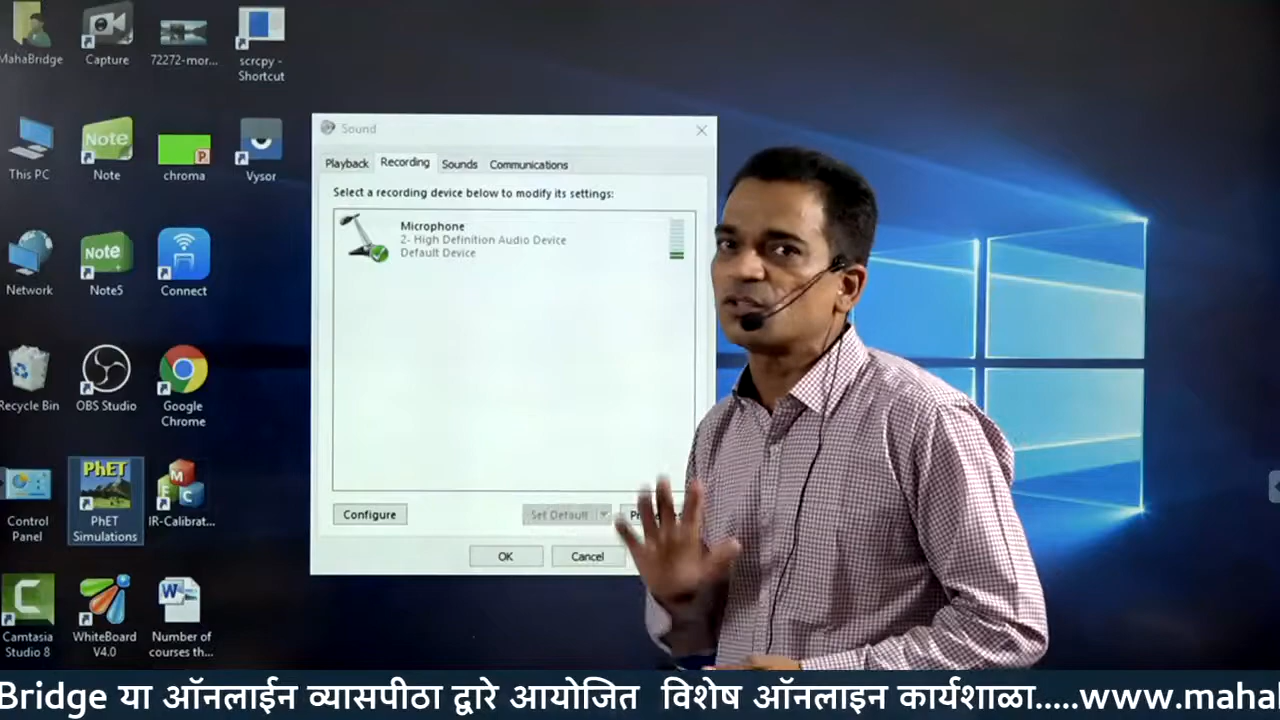 MahaBridge
Capture
72272-mor...
scrcpy -
Shortcut
This PC
Note
Note
chroma
Vysor
Network
Note
Note5
Connect
Recycle Bin
OBS Studio
Google
Chrome
Control
Panel
PhET
PhET
Simulations
IR-Calibrat...
Camtasia
Studio 8
WhiteBoard
V4.0
Number of
courses th...
Sound
Playback Recording Sounds Communications
Select a recording device below to modify its settings:
Microphone
2- High Definition Audio Device
Default Device
Configure Set Default
OK Cancel
Bridge या ऑनलाईन व्यासपीठा द्वारे आयोजित विशेष ऑनलाइन कार्यशाळा.....www.maha